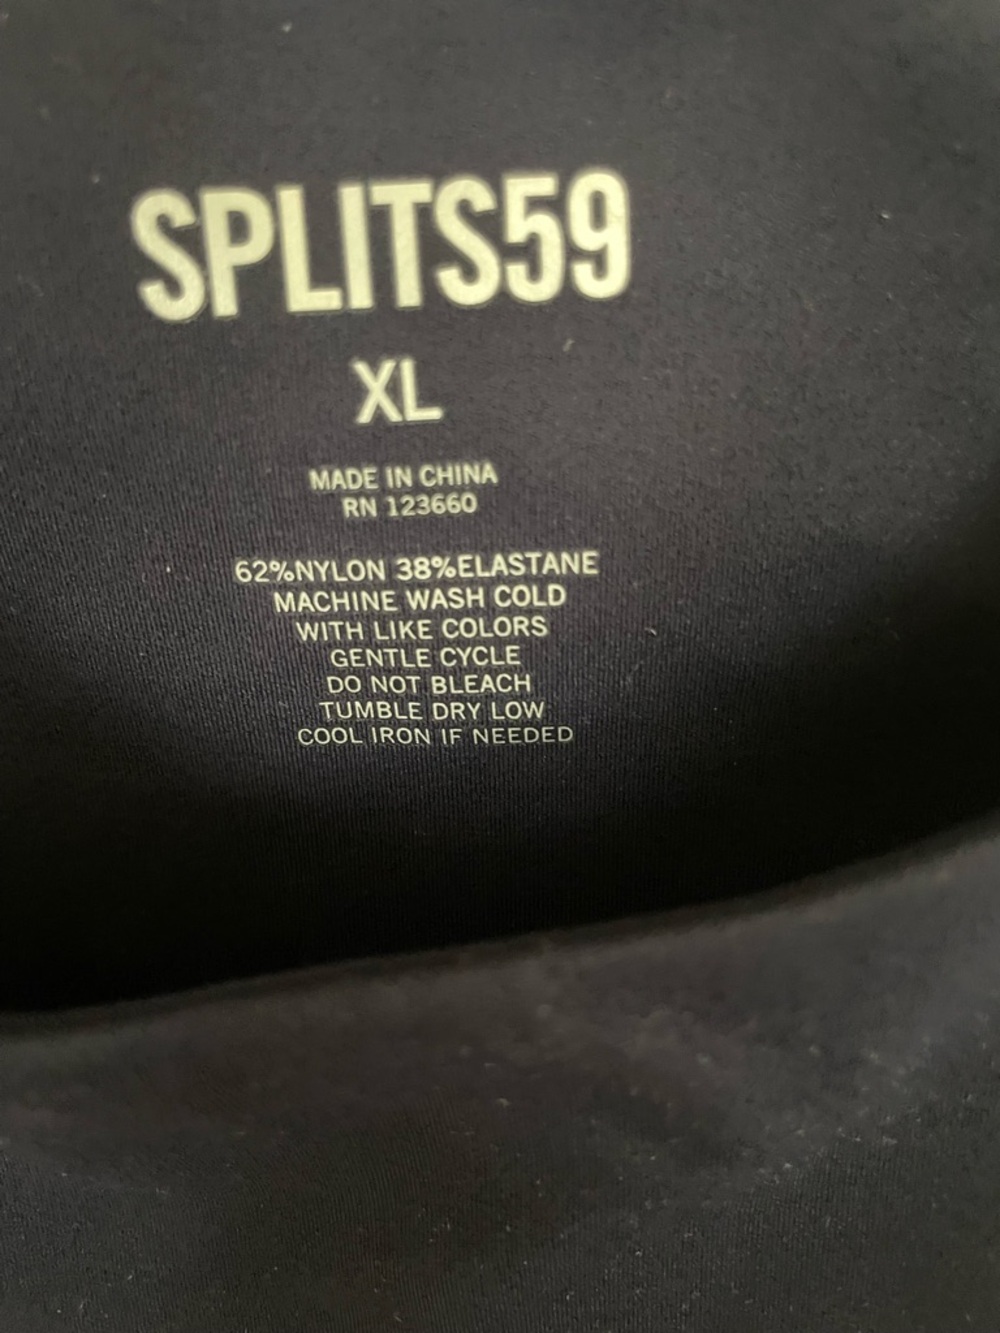 SPLITS59
XL
MADE IN CHINA
RN 123660
62%NYLON 38%ELASTANE
MACHINE WASH COLD
WITH LIKE COLORS
GENTLE CYCLE
DO NOT BLEACH
TUMBLE DRY LOW
COOL IRON IF NEEDED